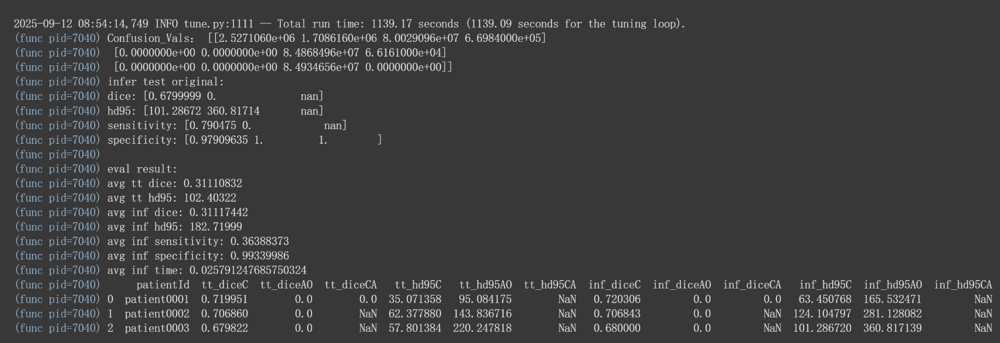 2025-09-12 08:54:14,749 INFO tune.py:1111 -- Total run time: 1139.17 seconds (1139.09 seconds for the tuning loop).
(func pid=7040) Confusion_Vals:  [[2.5271060e+06 1.7086160e+06 8.0029096e+07 6.6984000e+05]
(func pid=7040)  [0.0000000e+00 0.0000000e+00 8.4868496e+07 6.6161000e+04]
(func pid=7040)  [0.0000000e+00 0.0000000e+00 8.4934656e+07 0.0000000e+00]]
(func pid=7040) infer test original:
(func pid=7040) dice: [0.6799999 0.              nan]
(func pid=7040) hd95: [101.28672 360.81714       nan]
(func pid=7040) sensitivity: [0.790475 0.            nan]
(func pid=7040) specificity: [0.97909635 1.         1.        ]
(func pid=7040)
(func pid=7040) eval result:
(func pid=7040) avg tt dice: 0.31110832
(func pid=7040) avg tt hd95: 102.40322
(func pid=7040) avg inf dice: 0.31117442
(func pid=7040) avg inf hd95: 182.71999
(func pid=7040) avg inf sensitivity: 0.36388373
(func pid=7040) avg inf specificity: 0.99339986
(func pid=7040) avg inf time: 0.025791247685750324
(func pid=7040)      patientId  tt_diceC  tt_diceAO  tt_diceCA   tt_hd95C   tt_hd95AO  tt_hd95CA  inf_diceC  inf_diceAO  inf_diceCA   inf_hd95C  inf_hd95AO  inf_hd95CA
(func pid=7040) 0  patient0001  0.719951        0.0        0.0  35.071358   95.084175        NaN   0.720306         0.0         0.0   63.450768  165.532471         NaN
(func pid=7040) 1  patient0002  0.706860        0.0        NaN  62.377880  143.836716        NaN   0.706843         0.0         NaN  124.104797  281.128082         NaN
(func pid=7040) 2  patient0003  0.679822        0.0        NaN  57.801384  220.247818        NaN   0.680000         0.0         NaN  101.286720  360.817139         NaN